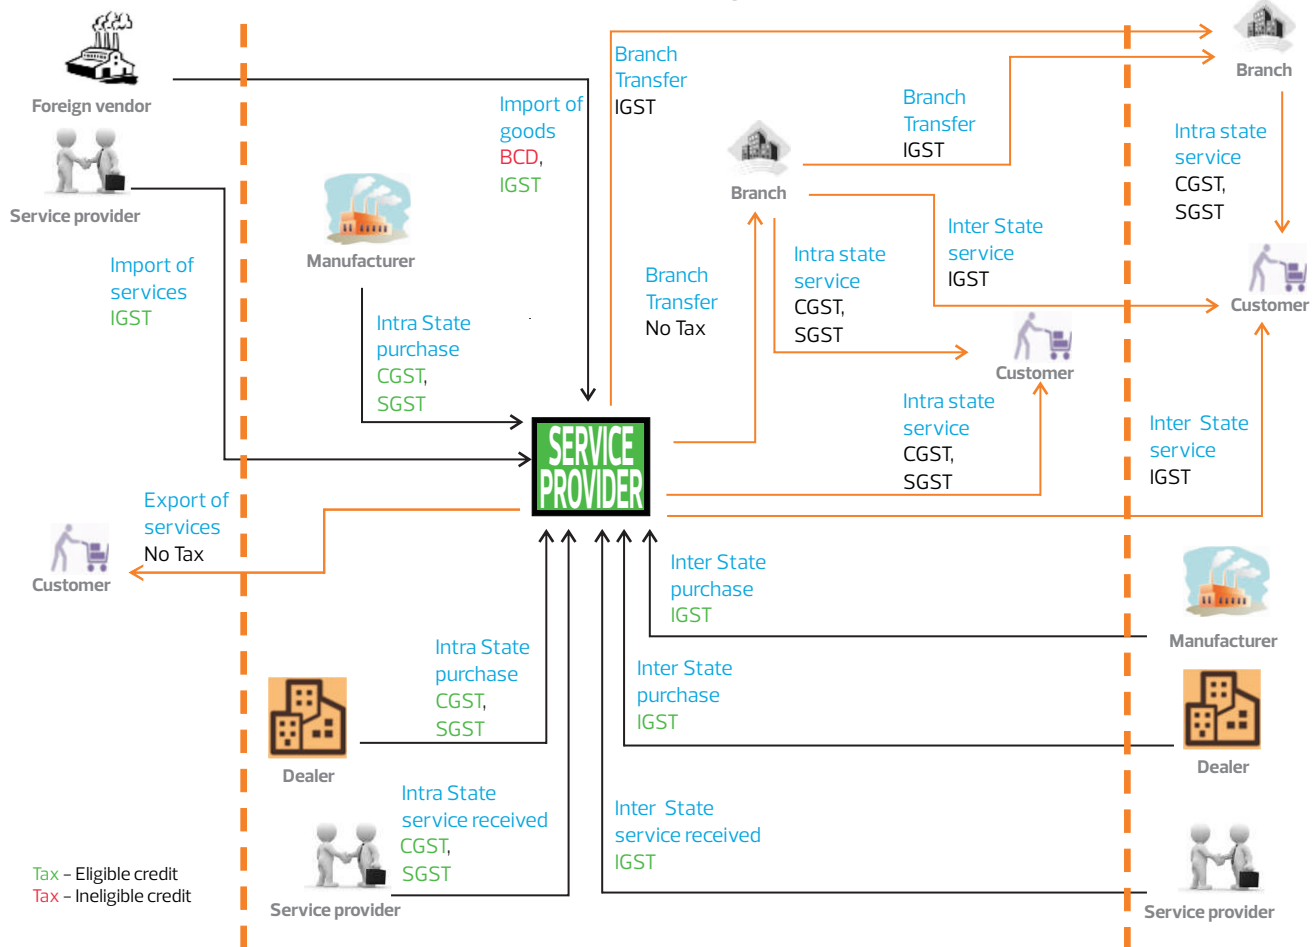 Foreign vendor
Service provider
Import of
services
IGST
Manufacturer
Intra State
purchase
CGST,
SGST
Import of
goods
BCD,
IGST
Branch
Transfer
IGST
Branch
Branch
Transfer
IGST
Branch
Intra state
service
CGST,
SGST
Branch
Transfer
No Tax
Intra state
service
CGST,
SGST
Inter State
service
IGST
Customer
Customer
Intra state
service
CGST,
SGST
Inter State
service
IGST
SERVICE
PROVIDER
Export of
services
No Tax
Customer
Inter State
purchase
IGST
Manufacturer
Intra State
purchase
CGST,
SGST
Dealer
Inter State
purchase
IGST
Dealer
Intra State
service received
CGST,
SGST
Service provider
Inter State
service received
IGST
Service provider
Tax – Eligible credit
Tax – Ineligible credit